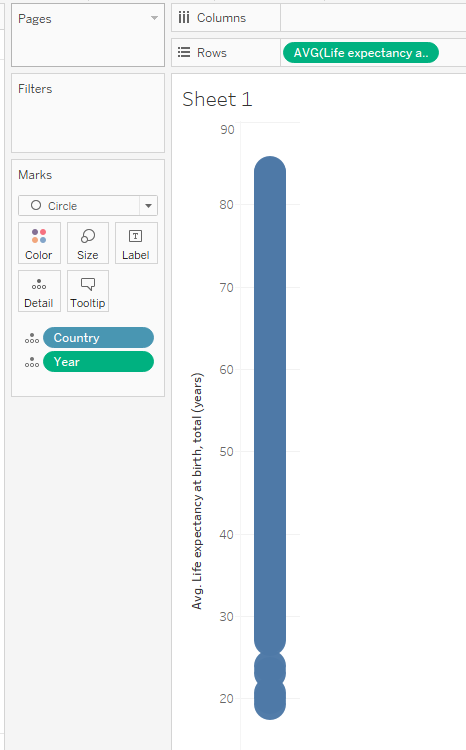 Pages
Columns
Rows
AVG(Life expectancy a..
Filters
Sheet 1
Marks
Circle
Color
Size
Label
Detail
Tooltip
Country
Year
Avg. Life expectancy at birth, total (years)
90
80
70
60
50
40
30
20